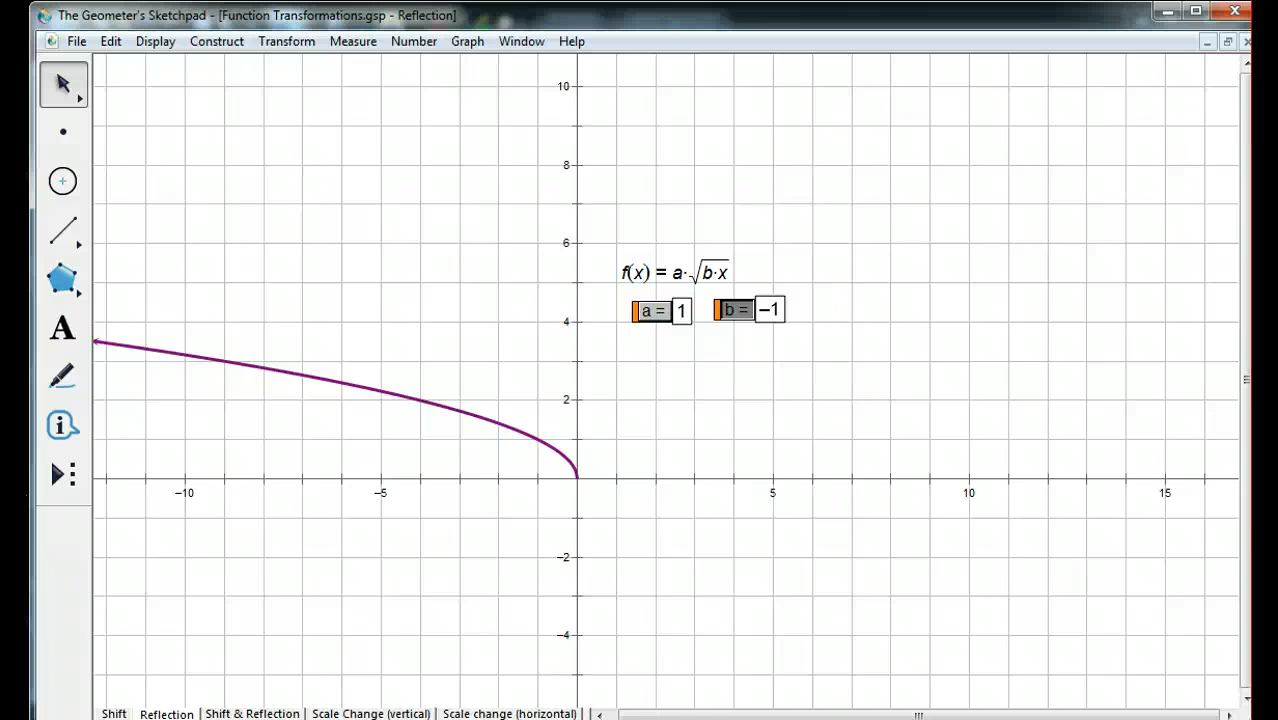 The Geometer's Sketchpad - [Function Transformations.gsp - Reflection]
File Edit Display Construct Transform Measure Number Graph Window Help
10
8
6
f(x) = a·√b·x
a = 1 b = –1
4
2
A
i
–10 –5 5 10 15
–2
–4
Shift Reflection Shift & Reflection Scale Change (vertical) Scale change (horizontal)